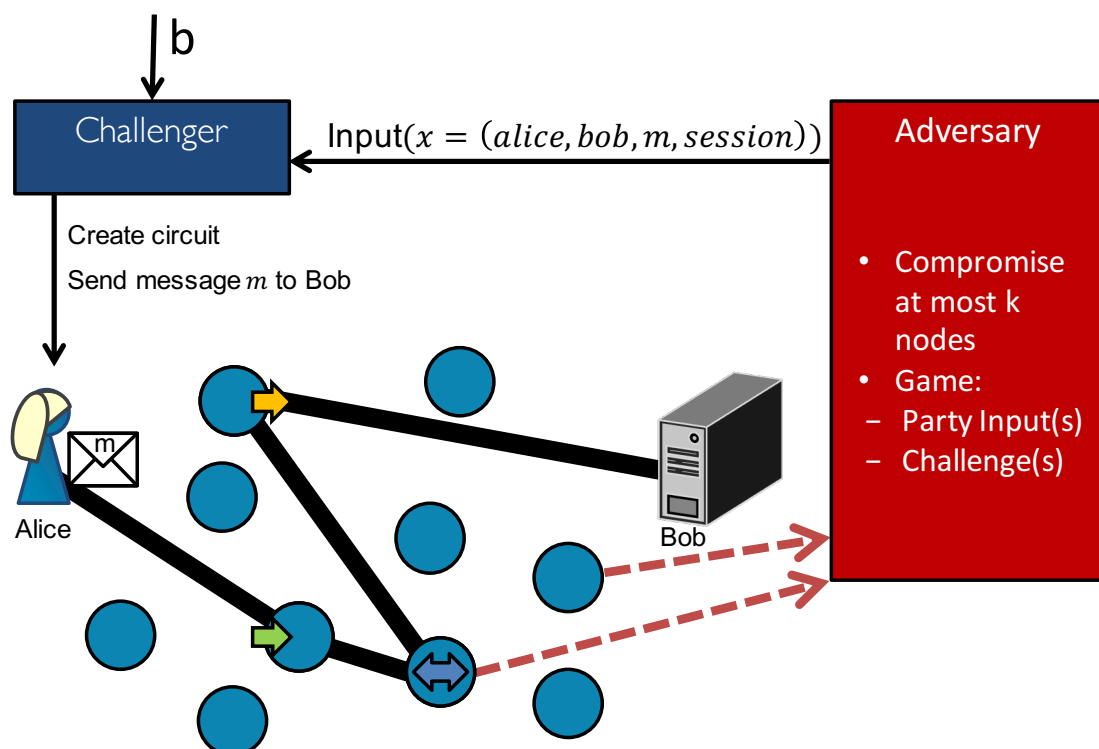 b
Challenger
Input(x = (alice, bob, m, session))
Adversary
Create circuit
Send message m to Bob
• Compromise
at most k
nodes
• Game:
− Party Input(s)
− Challenge(s)
m
Alice
Bob